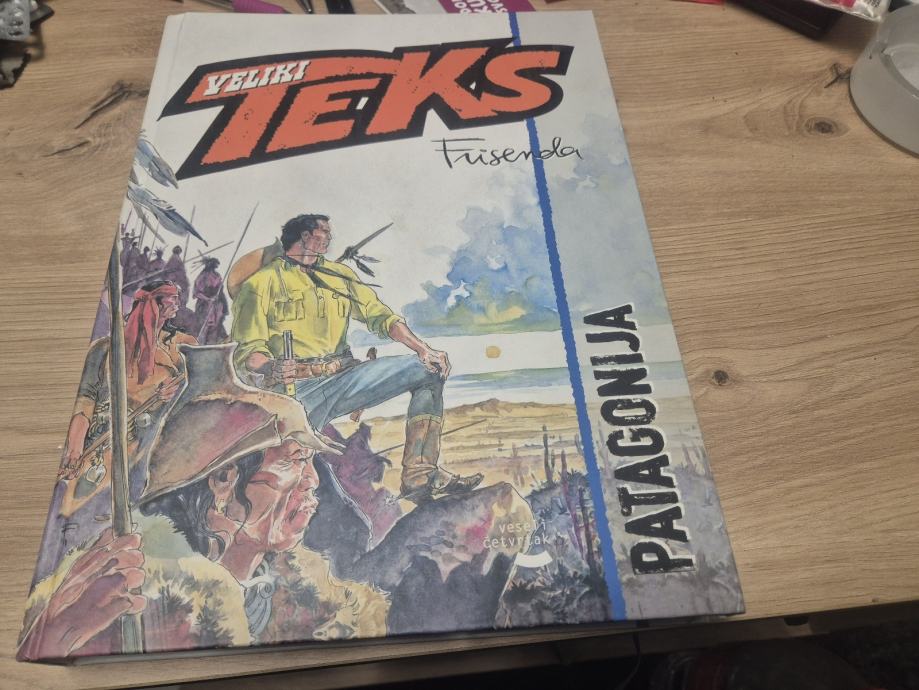 VELIKI
TEKS
Frisenda
PATAGONIJA
veseli
četvrtak